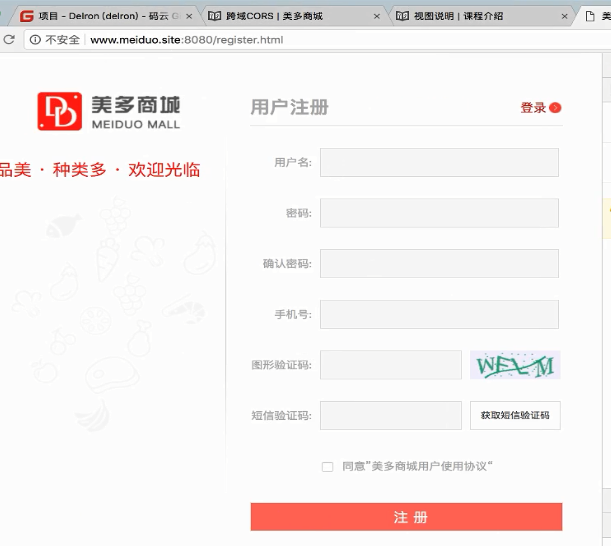 项目 - Delron (delron) - 码云 G
跨域CORS | 美多商城
视图说明 | 课程介绍
美
不安全 www.meiduo.site:8080/register.html
美多商城
MEIDUO MALL
品美 · 种类多 · 欢迎光临
用户注册
登录
用户名:
密码:
确认密码:
手机号:
图形验证码:
短信验证码:
获取短信验证码
同意”美多商城用户使用协议“
注 册